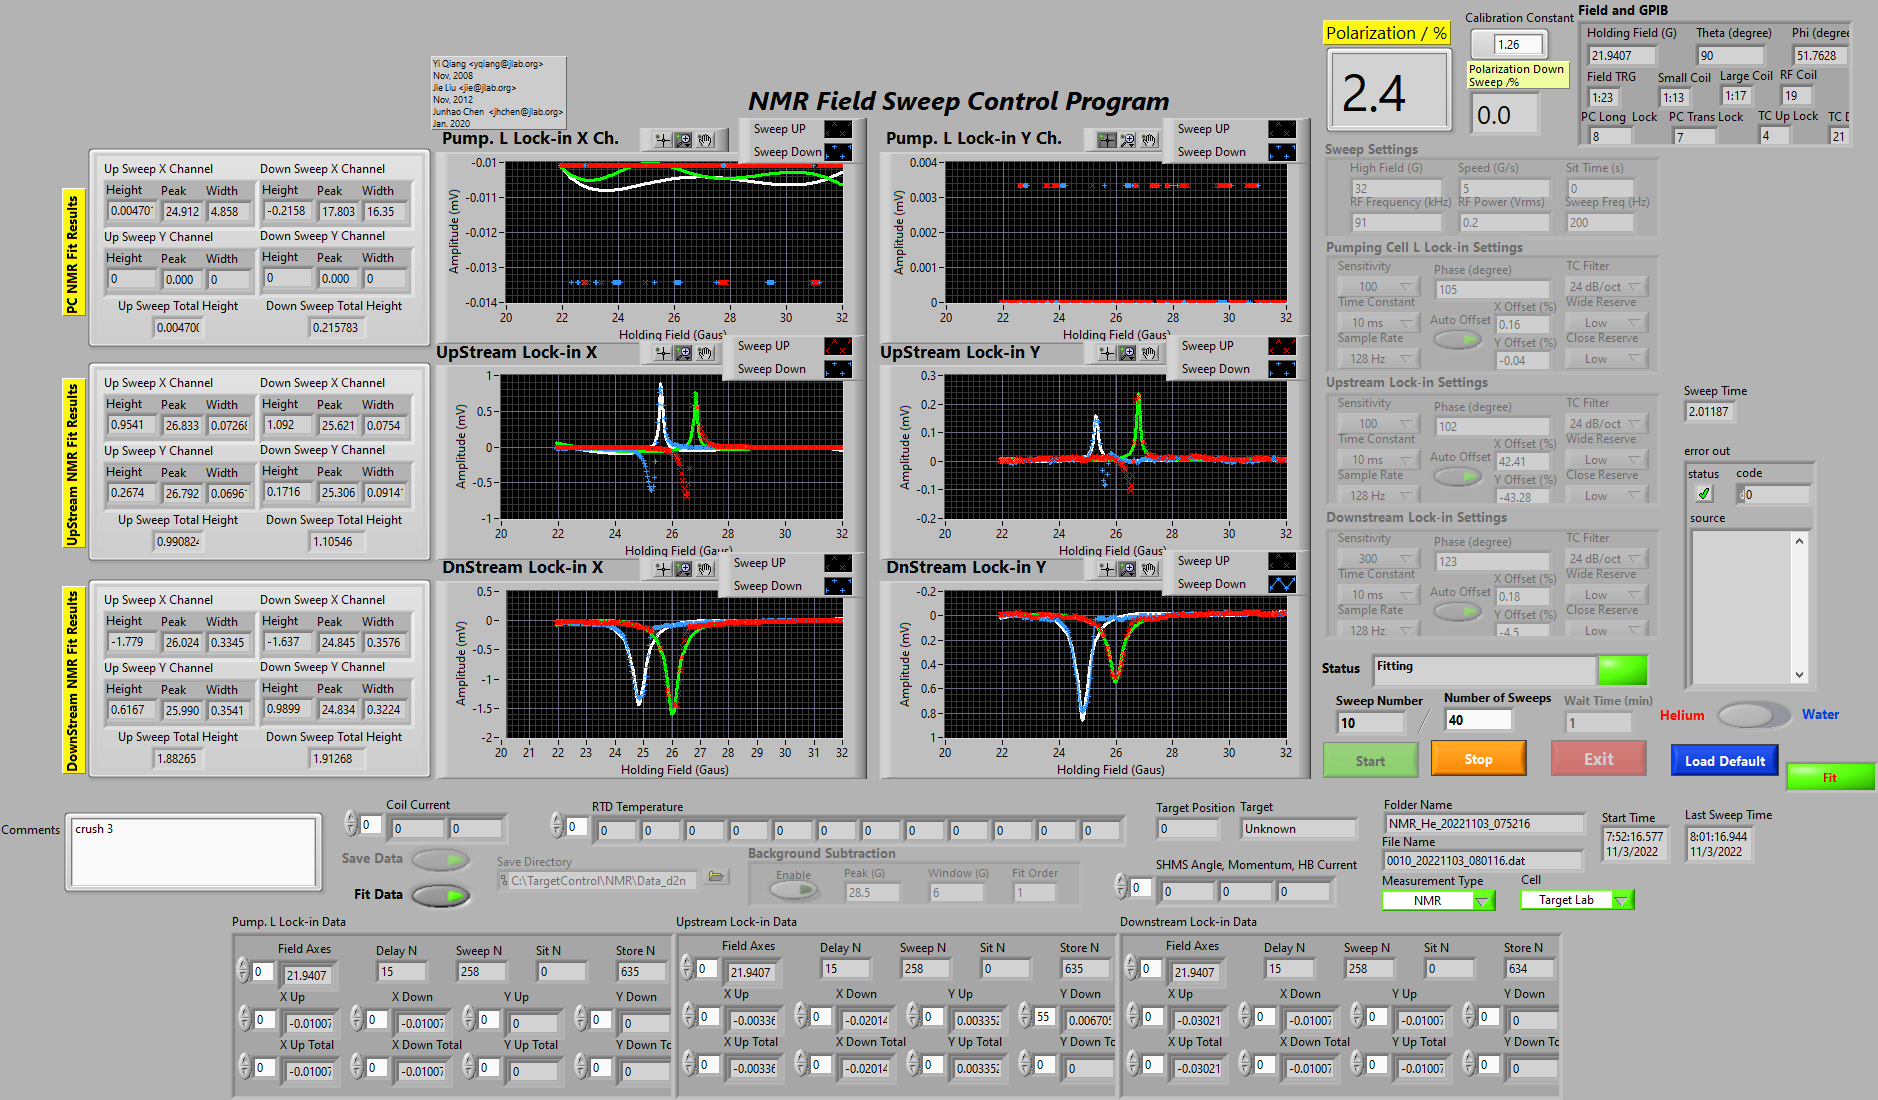 Yi Qiang <yqiang@jlab.org>
Nov, 2008
Jie Liu <jie@jlab.org>
Nov, 2012
Junhao Chen <jhchen@jlab.org>
Jan. 2020
NMR Field Sweep Control Program
Polarization / %
2.4
Calibration Constant
1.26
Polarization Down Sweep /%
0.0
Field and GPIB
Holding Field (G) Theta (degree) Phi (degree
21.9407 90 51.7628
Field TRG Small Coil Large Coil RF Coil
1:23 1:13 1:17 19
PC Long Lock PC Trans Lock TC Up Lock TC D
8 7 4 21
PC NMR Fit Results
Up Sweep X Channel Down Sweep X Channel
Height Peak Width Height Peak Width
0.00470 24.912 4.858 -0.2158 17.803 16.35
Up Sweep Y Channel Down Sweep Y Channel
Height Peak Width Height Peak Width
0 0.000 0 0 0.000 0
Up Sweep Total Height Down Sweep Total Height
0.00470 0.215783
Pump. L Lock-in X Ch.
Sweep UP
Sweep Down
Amplitude (mV)
-0.01
-0.011
-0.012
-0.013
-0.014
20 22 24 26 28 30 32
Holding Field (Gaus)
Pump. L Lock-in Y Ch.
Sweep UP
Sweep Down
Amplitude (mV)
0.004
0.003
0.002
0.001
0
20 22 24 26 28 30 32
Holding Field (Gaus)
UpStream NMR Fit Results
Up Sweep X Channel Down Sweep X Channel
Height Peak Width Height Peak Width
0.9541 26.833 0.0726 1.092 25.621 0.0754
Up Sweep Y Channel Down Sweep Y Channel
Height Peak Width Height Peak Width
0.2674 26.792 0.0696 0.1716 25.306 0.0914
Up Sweep Total Height Down Sweep Total Height
0.99082 1.10546
UpStream Lock-in X
Sweep UP
Sweep Down
Amplitude (mV)
1
0.5
0
-0.5
-1
20 22 24 26 28 30 32
Holding Field (Gaus)
UpStream Lock-in Y
Sweep UP
Sweep Down
Amplitude (mV)
0.3
0.2
0.1
0
-0.1
-0.2
20 22 24 26 28 30 32
Holding Field (Gaus)
DownStream NMR Fit Results
Up Sweep X Channel Down Sweep X Channel
Height Peak Width Height Peak Width
-1.779 26.024 0.3345 -1.637 24.845 0.3576
Up Sweep Y Channel Down Sweep Y Channel
Height Peak Width Height Peak Width
0.6167 25.990 0.3541 0.9899 24.834 0.3224
Up Sweep Total Height Down Sweep Total Height
1.88265 1.91268
DnStream Lock-in X
Sweep UP
Sweep Down
Amplitude (mV)
0.5
0
-0.5
-1
-1.5
-2
20 21 22 23 24 25 26 27 28 29 30 31 32
Holding Field (Gaus)
DnStream Lock-in Y
Sweep UP
Sweep Down
Amplitude (mV)
-0.2
0
0.2
0.4
0.6
0.8
1
20 22 24 26 28 30 32
Holding Field (Gaus)
Sweep Settings
High Field (G) Speed (G/s) Sit Time (s)
32 5 0
RF Frequency (kHz) RF Power (Vrms) Sweep Freq (Hz)
91 0.2 200
Pumping Cell L Lock-in Settings
Sensitivity Phase (degree) TC Filter
100 105 24 dB/oct
Time Constant X Offset (%) Wide Reserve
10 ms Auto Offset 0.16 Low
Sample Rate Y Offset (%) Close Reserve
128 Hz -0.04 Low
Upstream Lock-in Settings
Sensitivity Phase (degree) TC Filter
100 102 24 dB/oct
Time Constant X Offset (%) Wide Reserve
10 ms Auto Offset 42.41 Low
Sample Rate Y Offset (%) Close Reserve
128 Hz -43.28 Low
Downstream Lock-in Settings
Sensitivity Phase (degree) TC Filter
300 123 24 dB/oct
Time Constant X Offset (%) Wide Reserve
10 ms Auto Offset 0.18 Low
Sample Rate Y Offset (%) Close Reserve
128 Hz -4.5 Low
Sweep Time
2.01187
error out
status code
0
source
Status Fitting
Sweep Number Number of Sweeps Wait Time (min)
10 / 40 1
Helium Water
Start Stop Exit Load Default Fit
Comments crush 3
Coil Current
0 0 0
Save Data
Fit Data
RTD Temperature
0 0 0 0 0 0 0 0 0 0 0 0 0
Save Directory
C:\TargetControl\NMR\Data_d2n
Background Subtraction
Enable Peak (G) Window (G) Fit Order
28.5 6 1
Target Position Target
0 Unknown
SHMS Angle, Momentum, HB Current
0 0 0 0
Folder Name
NMR_He_20221103_075216
File Name
0010_20221103_080116.dat
Measurement Type Cell
NMR Target Lab
Start Time
7:52:16.577
11/3/2022
Last Sweep Time
8:01:16.944
11/3/2022
Pump. L Lock-in Data
Field Axes Delay N Sweep N Sit N Store N
0 21.9407 15 258 0 635
X Up X Down Y Up Y Down
0 -0.01007 0 -0.01007 0 0 0 0
X Up Total X Down Total Y Up Total Y Down To
0 -0.01007 0 -0.01007 0 0 0 0
Upstream Lock-in Data
Field Axes Delay N Sweep N Sit N Store N
0 21.9407 15 258 0 635
X Up X Down Y Up Y Down
0 -0.00336 0 -0.02014 0 0.003352 55 0.00670
X Up Total X Down Total Y Up Total Y Down To
0 -0.00336 0 -0.02014 0 0.003352 0 0
Downstream Lock-in Data
Field Axes Delay N Sweep N Sit N Store N
0 21.9407 15 258 0 634
X Up X Down Y Up Y Down
0 -0.03021 0 -0.01007 0 -0.01007 0 0
X Up Total X Down Total Y Up Total Y Down To
0 -0.03021 0 -0.01007 0 -0.01007 0 0